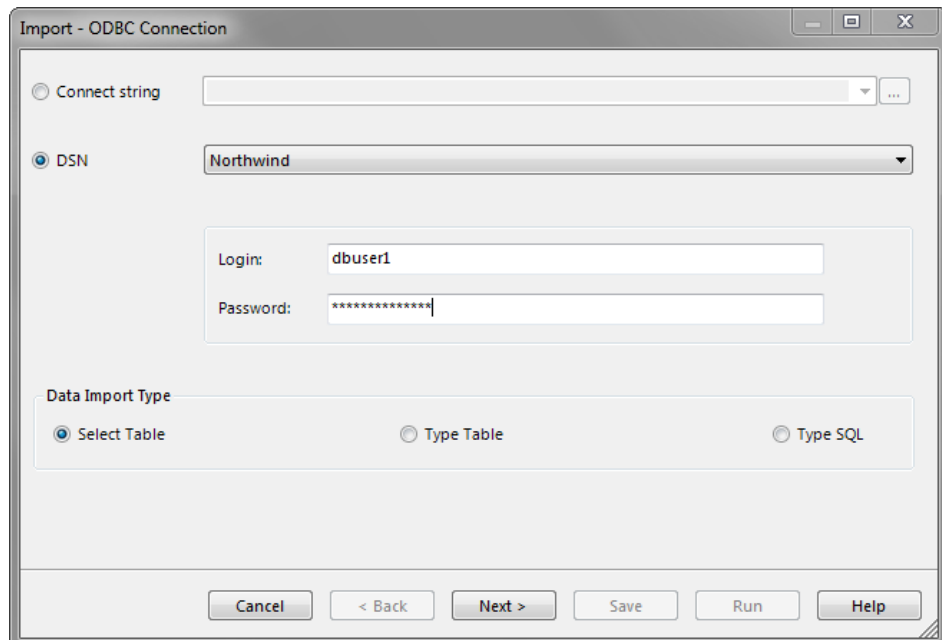 Import - ODBC Connection
Connect string
...
DSN
Northwind
Login:
dbuser1
Password:
**************
Data Import Type
Select Table Type Table Type SQL
Cancel < Back Next > Save Run Help